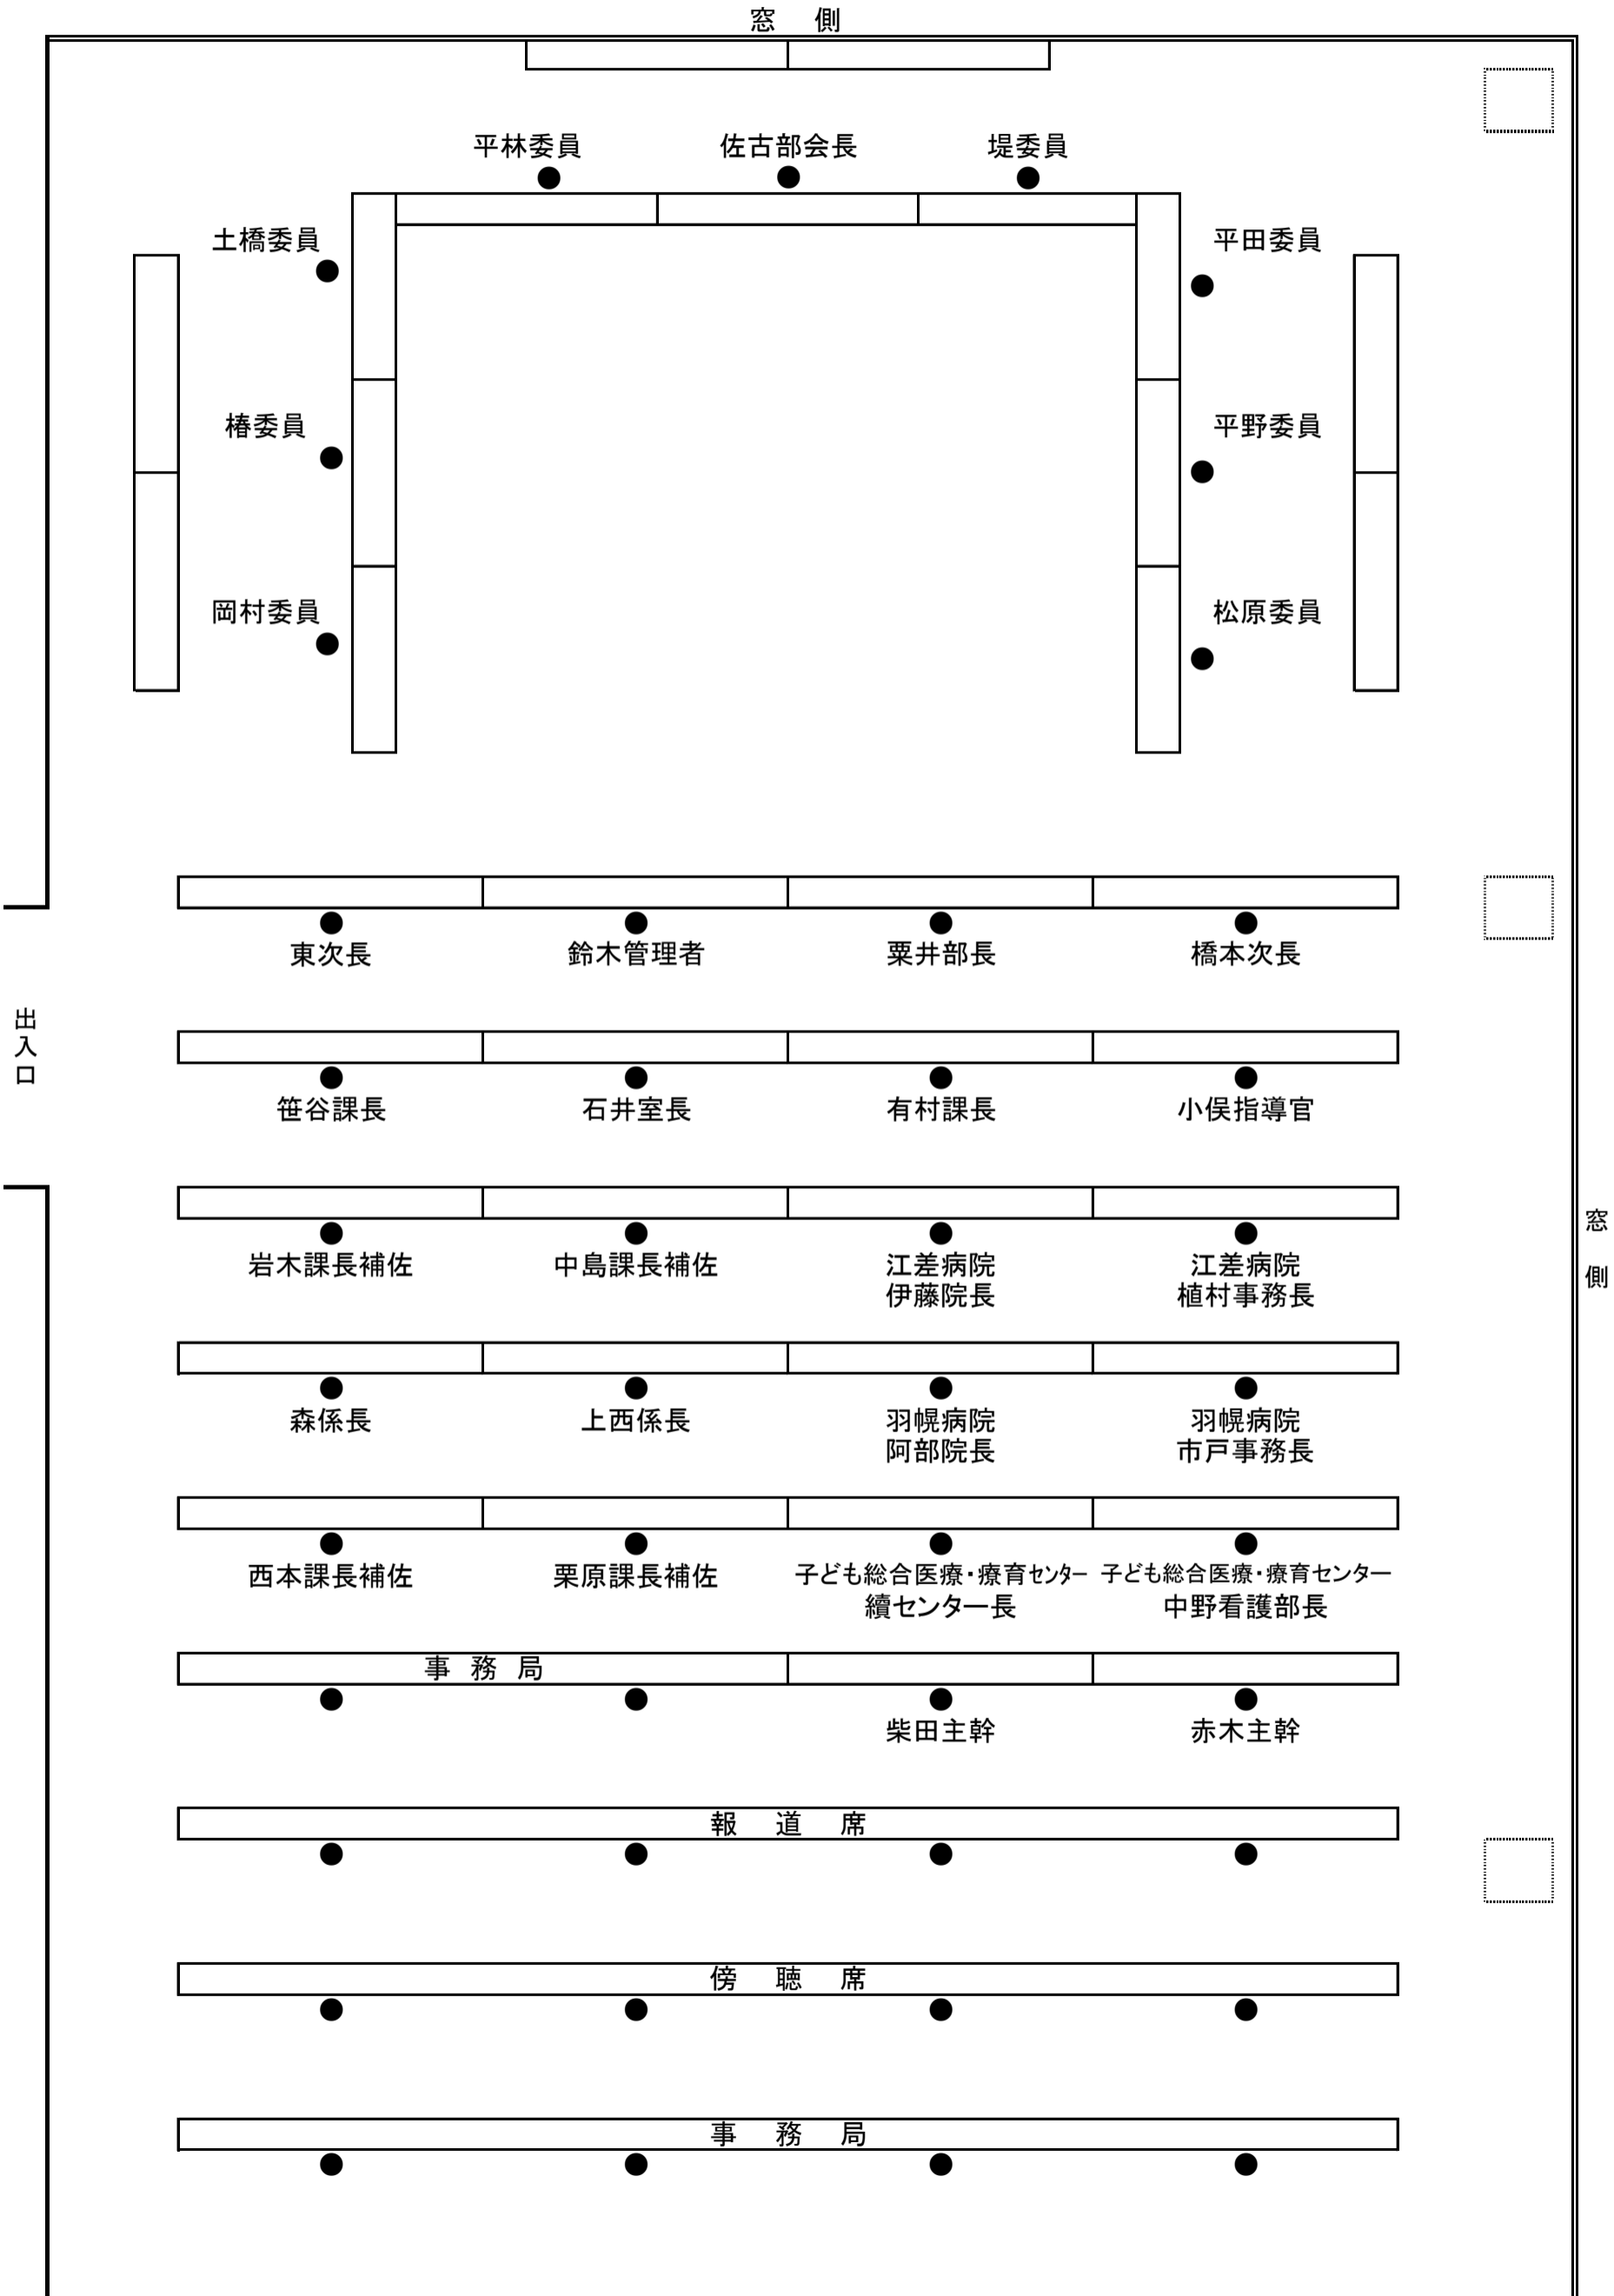 窓側
平林委員　佐古部会長　堤委員
土橋委員　平田委員
椿委員　平野委員
岡村委員　松原委員
東次長　鈴木管理者　粟井部長　橋本次長
出入口
笹谷課長　石井室長　有村課長　小俣指導官
窓側
岩木課長補佐　中島課長補佐　江差病院　江差病院
伊藤院長　植村事務長
森係長　上西係長　羽幌病院　羽幌病院
阿部院長　市戸事務長
西本課長補佐　栗原課長補佐　子ども総合医療・療育センター　子ども総合医療・療育センター
續センター長　中野看護部長
事務局
柴田主幹　赤木主幹
報道席
傍聴席
事務局